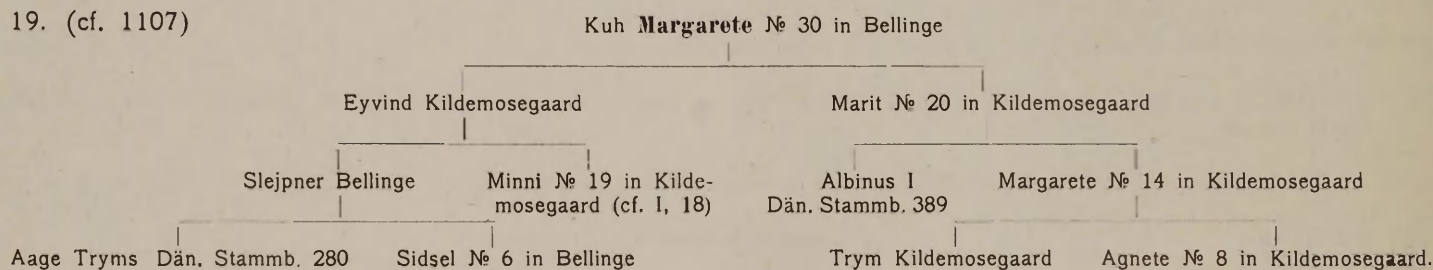 19. (cf. 1107)
Kuh Margarete № 30 in Bellinge
Eyvind Kildemosegaard Marit № 20 in Kildemosegaard
Slejpner Bellinge Minni № 19 in Kilde- Albinus I Margarete № 14 in Kildemosegaard
mosegaard (cf. I, 18) Dän. Stammb. 389
Aage Tryms Dän. Stammb. 280 Sidsel № 6 in Bellinge Trym Kildemosegaard Agnete № 8 in Kildemosegaard.